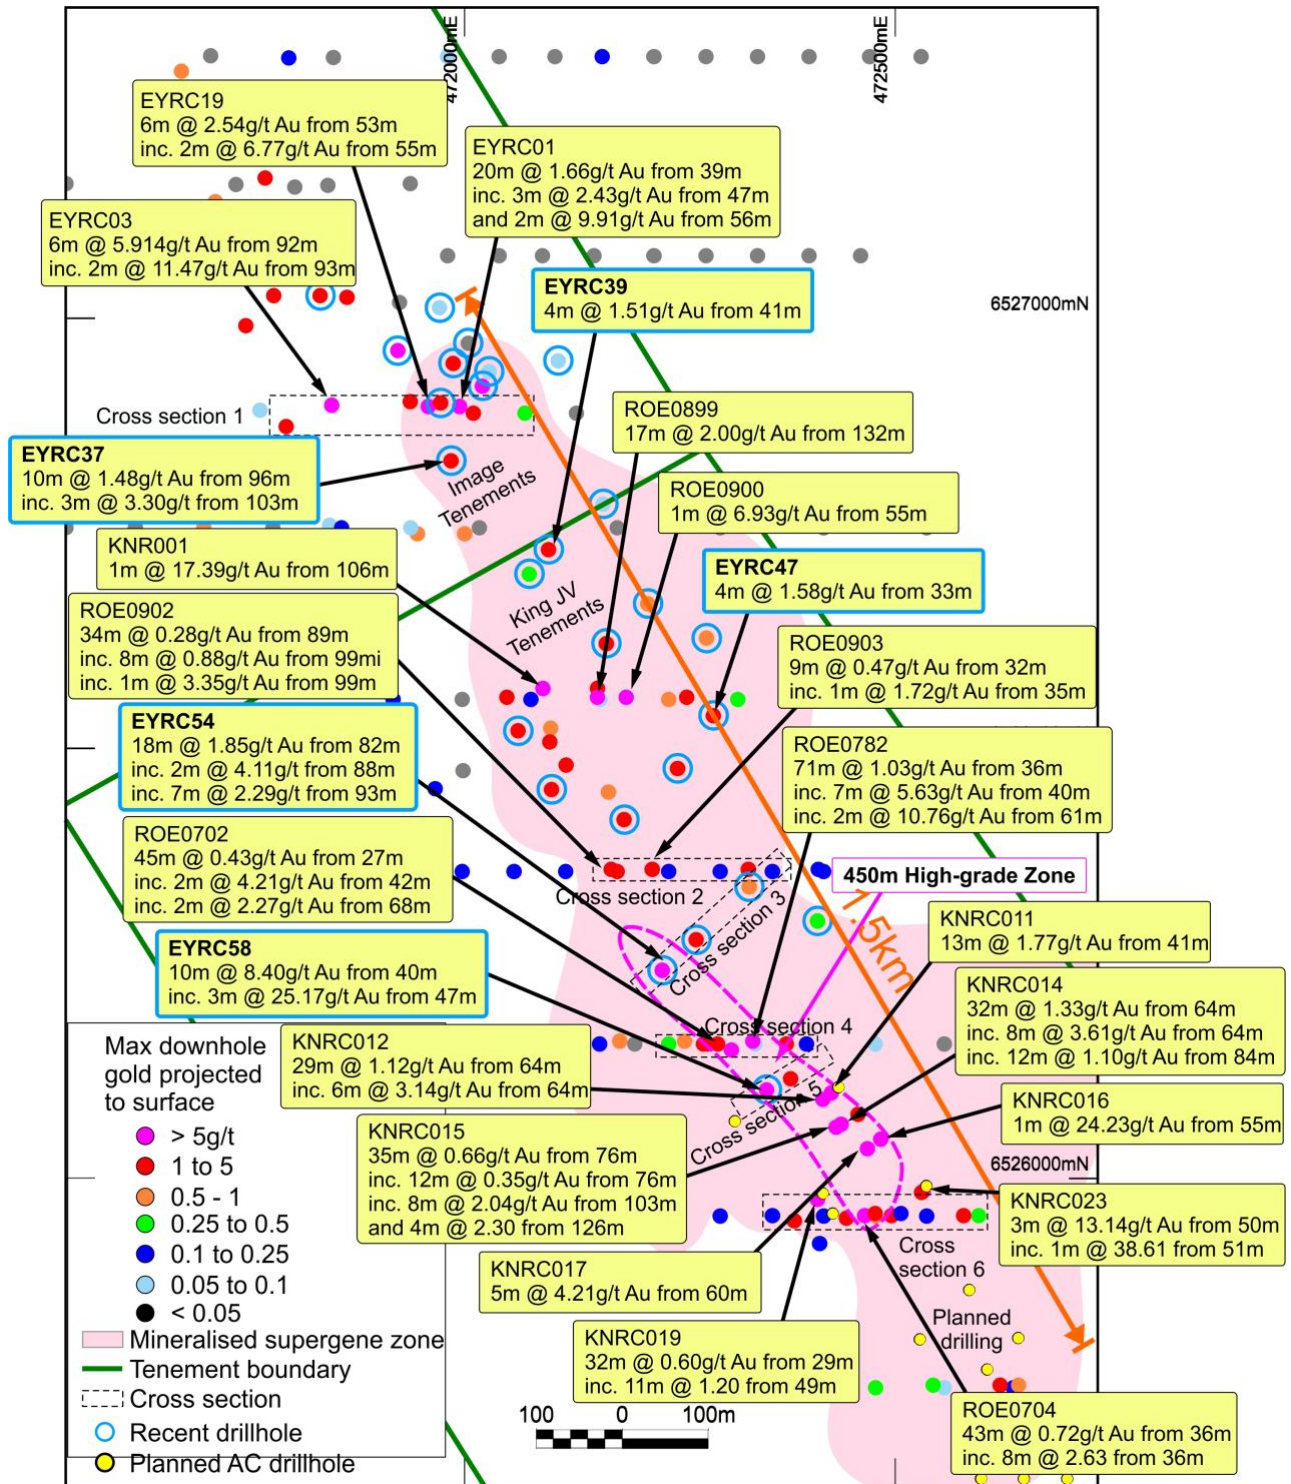 472000mE
472500mE
EYRC19
6m @ 2.54g/t Au from 53m
inc. 2m @ 6.77g/t Au from 55m
EYRC01
20m @ 1.66g/t Au from 39m
inc. 3m @ 2.43g/t Au from 47m
and 2m @ 9.91g/t Au from 56m
EYRC03
6m @ 5.914g/t Au from 92m
inc. 2m @ 11.47g/t Au from 93m
EYRC39
4m @ 1.51g/t Au from 41m
6527000mN
Cross section 1
ROE0899
17m @ 2.00g/t Au from 132m
EYRC37
10m @ 1.48g/t Au from 96m
inc. 3m @ 3.30g/t from 103m
Image
Tenements
ROE0900
1m @ 6.93g/t Au from 55m
KNR001
1m @ 17.39g/t Au from 106m
EYRC47
4m @ 1.58g/t Au from 33m
King JV
Tenements
ROE0902
34m @ 0.28g/t Au from 89m
inc. 8m @ 0.88g/t Au from 99mi
inc. 1m @ 3.35g/t Au from 99m
ROE0903
9m @ 0.47g/t Au from 32m
inc. 1m @ 1.72g/t Au from 35m
EYRC54
18m @ 1.85g/t Au from 82m
inc. 2m @ 4.11g/t from 88m
inc. 7m @ 2.29g/t from 93m
ROE0782
71m @ 1.03g/t Au from 36m
inc. 7m @ 5.63g/t Au from 40m
inc. 2m @ 10.76g/t Au from 61m
ROE0702
45m @ 0.43g/t Au from 27m
inc. 2m @ 4.21g/t Au from 42m
inc. 2m @ 2.27g/t from 68m
Cross section 2
450m High-grade Zone
Cross section 3
1.5km
KNRC011
13m @ 1.77g/t Au from 41m
EYRC58
10m @ 8.40g/t Au from 40m
inc. 3m @ 25.17g/t Au from 47m
KNRC014
32m @ 1.33g/t Au from 64m
inc. 8m @ 3.61g/t Au from 64m
inc. 12m @ 1.10g/t Au from 84m
Cross section 4
KNRC012
29m @ 1.12g/t Au from 64m
inc. 6m @ 3.14g/t Au from 64m
Cross section 5
KNRC016
1m @ 24.23g/t Au from 55m
KNRC015
35m @ 0.66g/t Au from 76m
inc. 12m @ 0.35g/t Au from 76m
inc. 8m @ 2.04g/t Au from 103m
and 4m @ 2.30 from 126m
6526000mN
KNRC023
3m @ 13.14g/t Au from 50m
inc. 1m @ 38.61 from 51m
Cross
section 6
KNRC017
5m @ 4.21g/t Au from 60m
Planned
drilling
KNRC019
32m @ 0.60g/t Au from 29m
inc. 11m @ 1.20 from 49m
ROE0704
43m @ 0.72g/t Au from 36m
inc. 8m @ 2.63 from 36m
100 0 100m
Max downhole
gold projected
to surface
> 5g/t
1 to 5
0.5 - 1
0.25 to 0.5
0.1 to 0.25
0.05 to 0.1
< 0.05
Mineralised supergene zone
Tenement boundary
Cross section
Recent drillhole
Planned AC drillhole